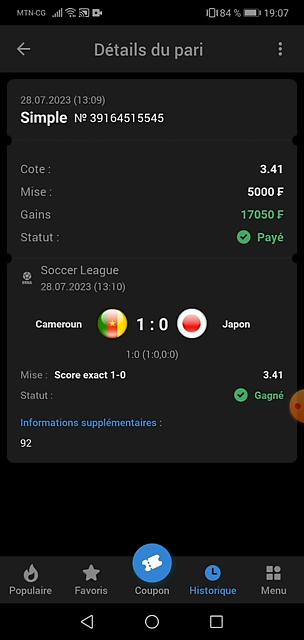 MTN-CG 84 % 19:07
Détails du pari
28.07.2023 (13:09)
Simple № 39164515545
Cote : 3.41
Mise : 5000 ₣
Gains 17050 ₣
Statut : Payé
Soccer League
28.07.2023 (13:10)
Cameroun 1 : 0 Japon
1:0 (1:0,0:0)
Mise : Score exact 1-0 3.41
Statut : Gagné
Informations supplémentaires :
92
Populaire Favoris Coupon Historique Menu